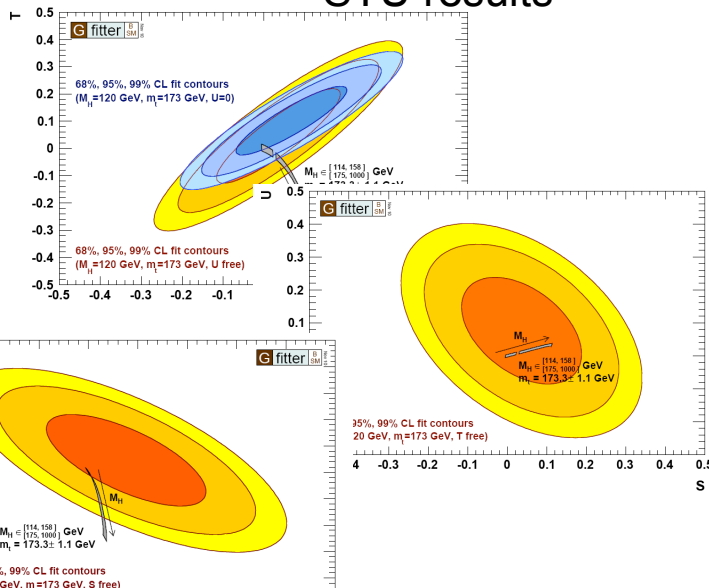 STU results
T
G fitter B SM
0.5
0.4
0.3
0.2
0.1
0
-0.1
-0.2
-0.3
-0.4
-0.5
68%, 95%, 99% CL fit contours
(M_H=120 GeV, m_t=173 GeV, U=0)
M_H ∈ [114, 158] [175, 1000] GeV
68%, 95%, 99% CL fit contours
(M_H=120 GeV, m_t=173 GeV, U free)
-0.5 -0.4 -0.3 -0.2 -0.1
U
G fitter B SM
0.5
0.4
0.3
0.2
0.1
M_H
M_H ∈ [114, 158] [175, 1000] GeV
m_t = 173.3± 1.1 GeV
95%, 99% CL fit contours
20 GeV, m_t=173 GeV, T free)
4 -0.3 -0.2 -0.1 0 0.1 0.2 0.3 0.4 0.5
S
G fitter B SM
M_H
M_H ∈ [114, 158] [175, 1000] GeV
m_t = 173.3± 1.1 GeV
, 99% CL fit contours
GeV, m_t=173 GeV, S free)